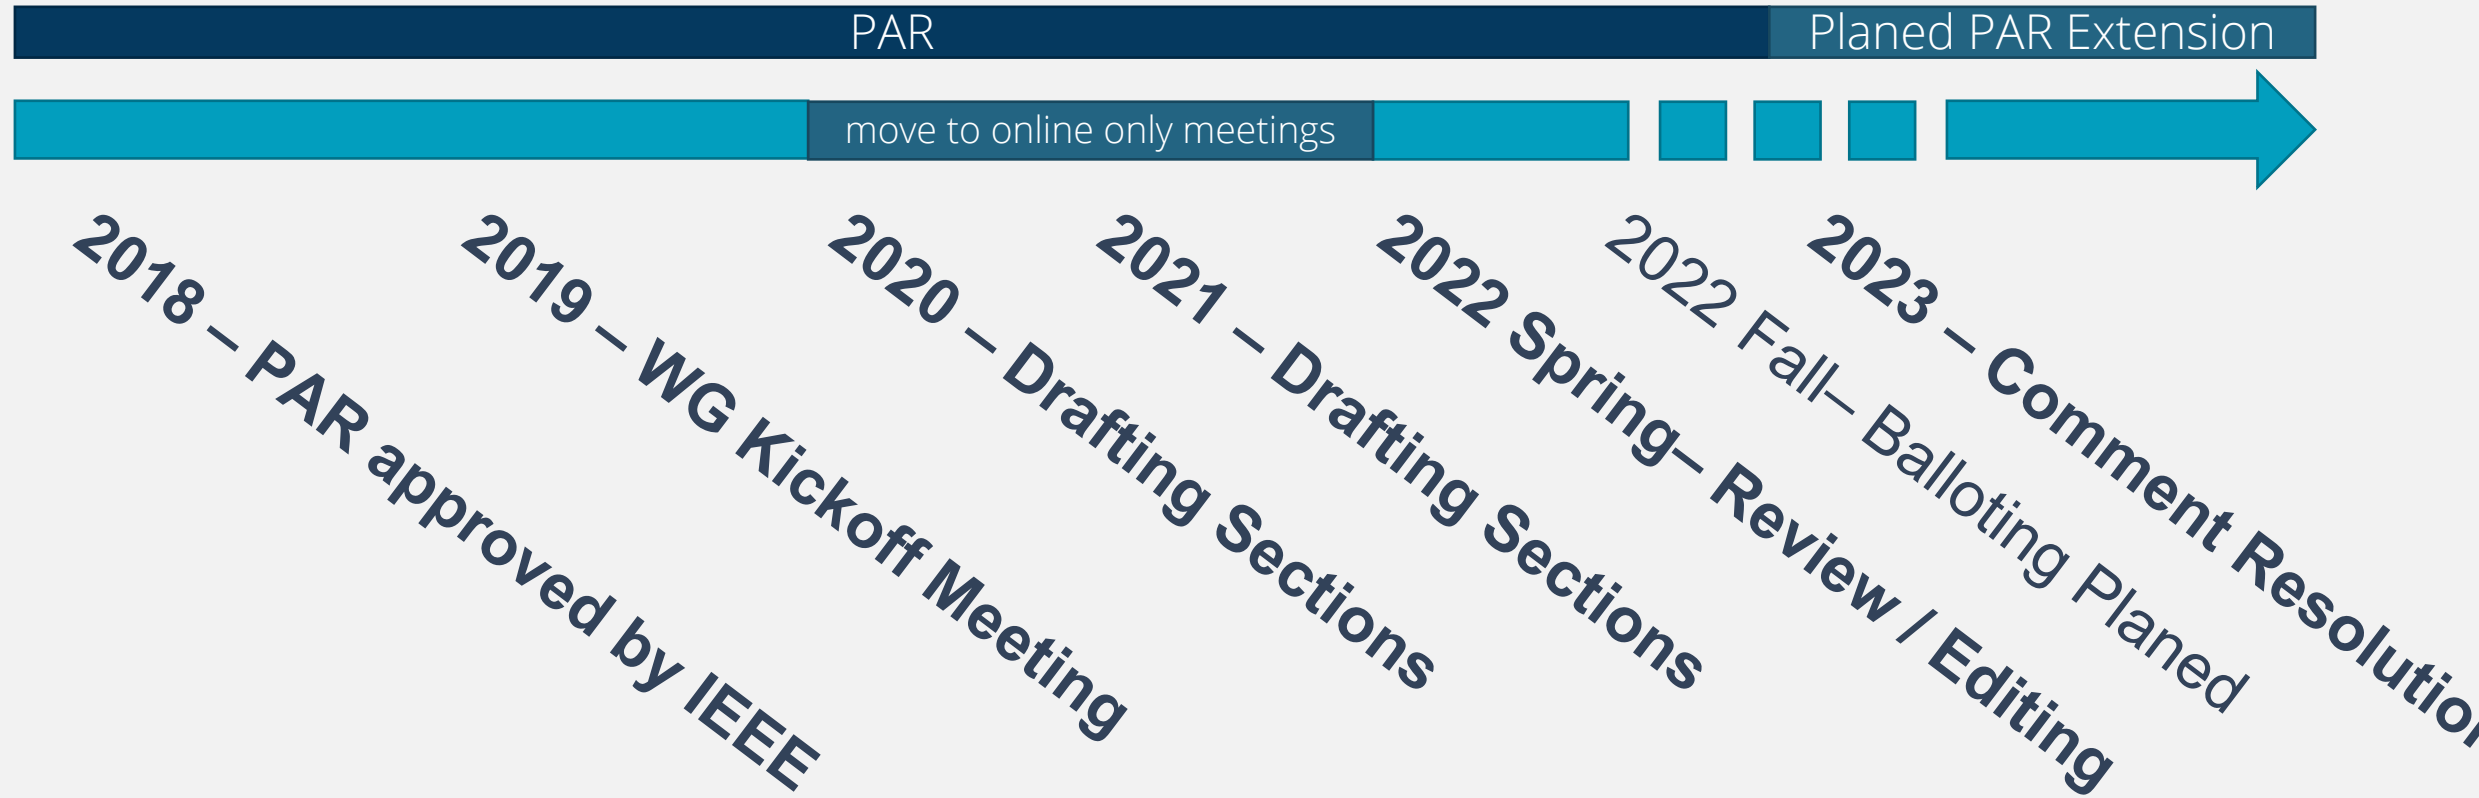 PAR
Planed PAR Extension
move to online only meetings
2018 – PAR approved by IEEE
2019 – WG Kickoff Meeting
2020 – Drafting Sections
2021 – Drafting Sections
2022 Spring– Review / Editing
2022 Fall– Balloting Planed
2023 – Comment Resolution